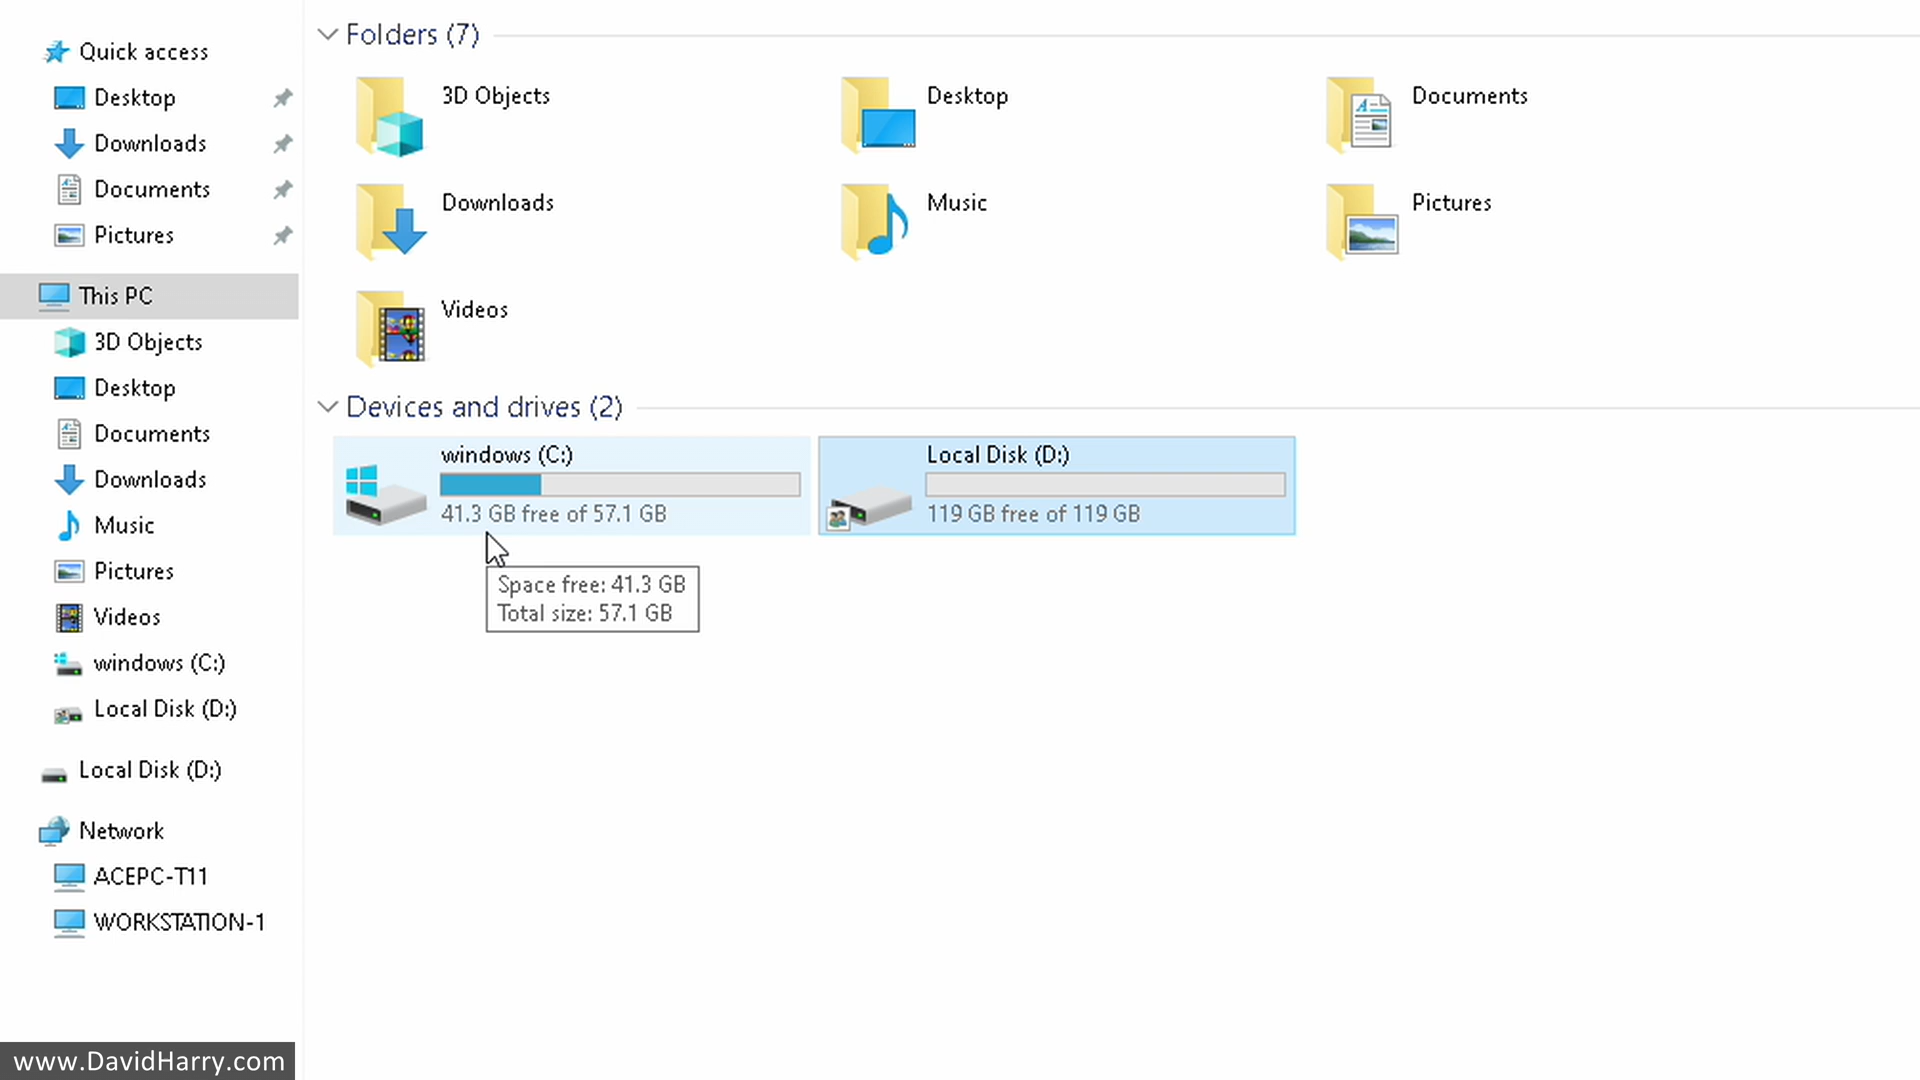 Quick access
Desktop
Downloads
Documents
Pictures
This PC
3D Objects
Desktop
Documents
Downloads
Music
Pictures
Videos
windows (C:)
Local Disk (D:)
Local Disk (D:)
Network
ACEPC-T11
WORKSTATION-1
Folders (7)
3D Objects
Desktop
Documents
Downloads
Music
Pictures
Videos
Devices and drives (2)
windows (C:)
41.3 GB free of 57.1 GB
Local Disk (D:)
119 GB free of 119 GB
Space free: 41.3 GB
Total size: 57.1 GB
www.DavidHarry.com